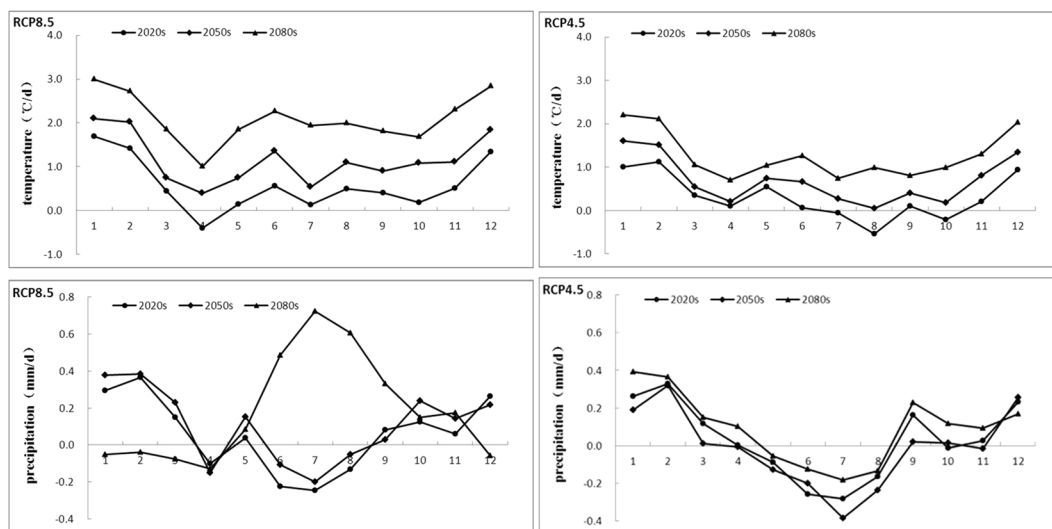 RCP8.5
2020s 2050s 2080s
temperature（℃/d）
4.0
3.0
2.0
1.0
0.0
-1.0
1 2 3 4 5 6 7 8 9 10 11 12
RCP4.5
2020s 2050s 2080s
temperature（℃/d）
4.0
3.0
2.0
1.0
0.0
-1.0
1 2 3 4 5 6 7 8 9 10 11 12
RCP8.5
2020s 2050s 2080s
precipitation（mm/d）
0.8
0.6
0.4
0.2
0.0
-0.2
-0.4
1 2 3 4 5 6 7 8 9 10 11 12
RCP4.5
2020s 2050s 2080s
precipitation（mm/d）
0.8
0.6
0.4
0.2
0.0
-0.2
-0.4
1 2 3 4 5 6 7 8 9 10 11 12